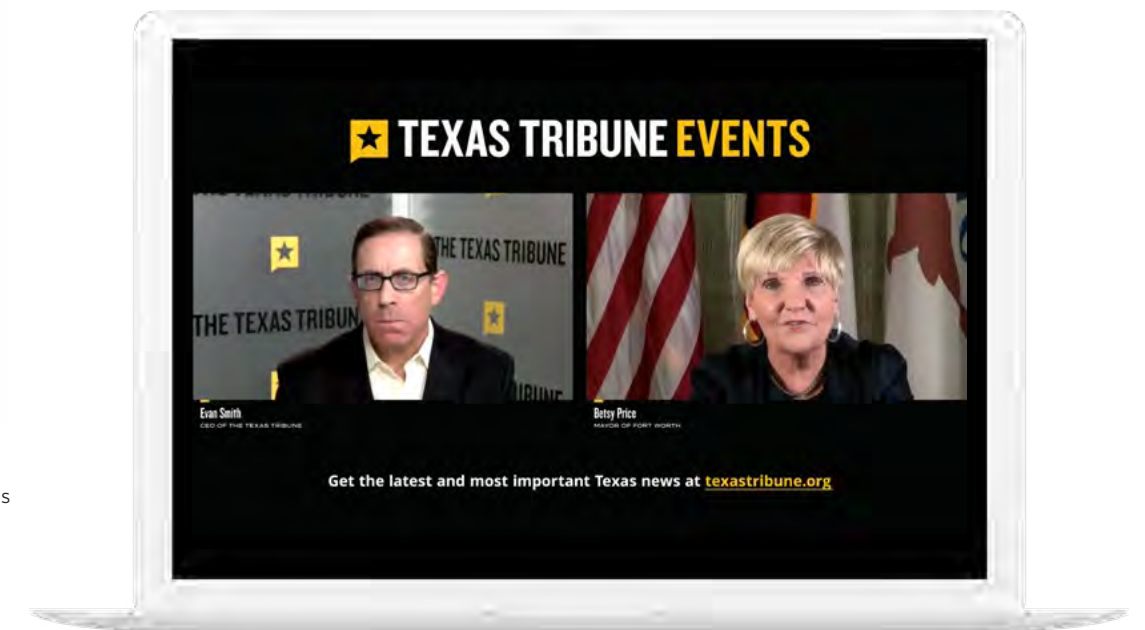 TEXAS TRIBUNE EVENTS
THE TEXAS TRIBUNE
THE TEXAS TRIBUN
TRIBUNE
Evan Smith
CEO OF THE TEXAS TRIBUNE
Betsy Price
MAYOR OF FORT WORTH
Get the latest and most important Texas news at texastribune.org
s